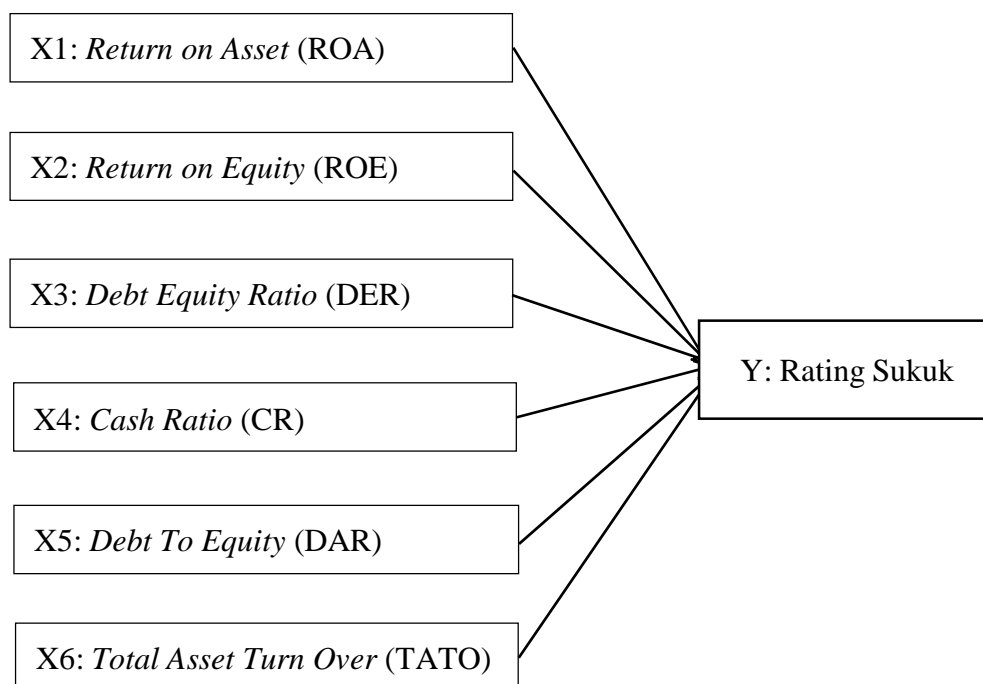 X1: Return on Asset (ROA)
X2: Return on Equity (ROE)
X3: Debt Equity Ratio (DER)
Y: Rating Sukuk
X4: Cash Ratio (CR)
X5: Debt To Equity (DAR)
X6: Total Asset Turn Over (TATO)